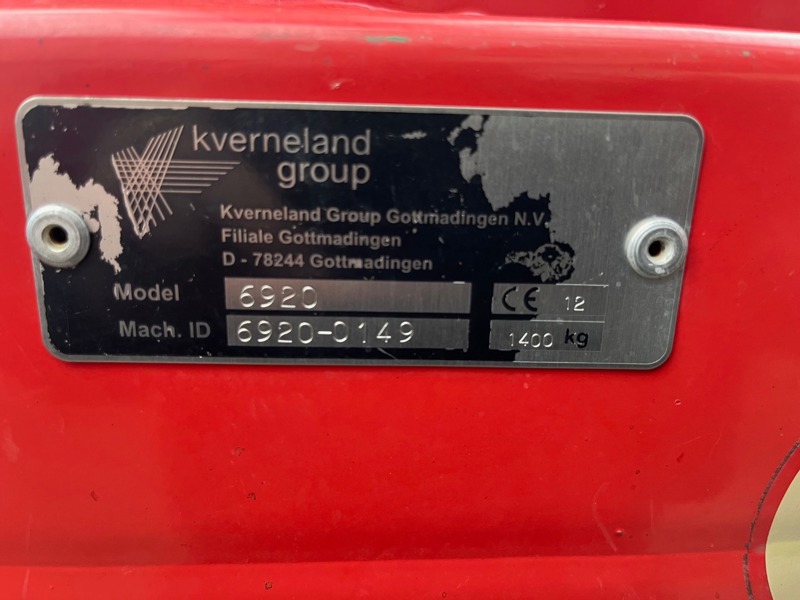 kverneland
group
Kverneland Group Gottmadingen N.V.
Filiale Gottmadingen
D - 78244 Gottmadingen
Model 6920 CE 12
Mach. ID 6920-0149 1400 kg